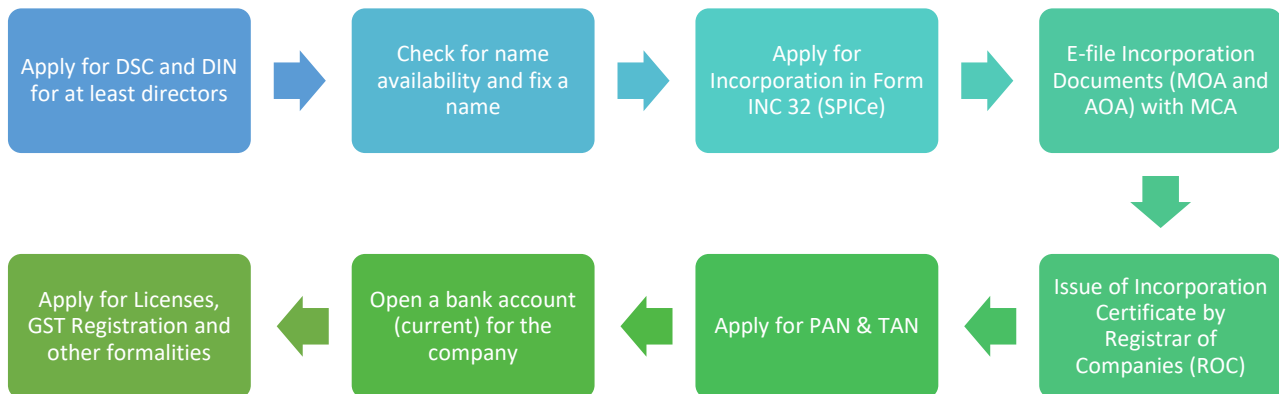 Apply for DSC and DIN
for at least directors
Check for name
availability and fix a
name
Apply for
Incorporation in Form
INC 32 (SPICe)
E-file Incorporation
Documents (MOA and
AOA) with MCA
Issue of Incorporation
Certificate by
Registrar of
Companies (ROC)
Apply for PAN & TAN
Open a bank account
(current) for the
company
Apply for Licenses,
GST Registration and
other formalities